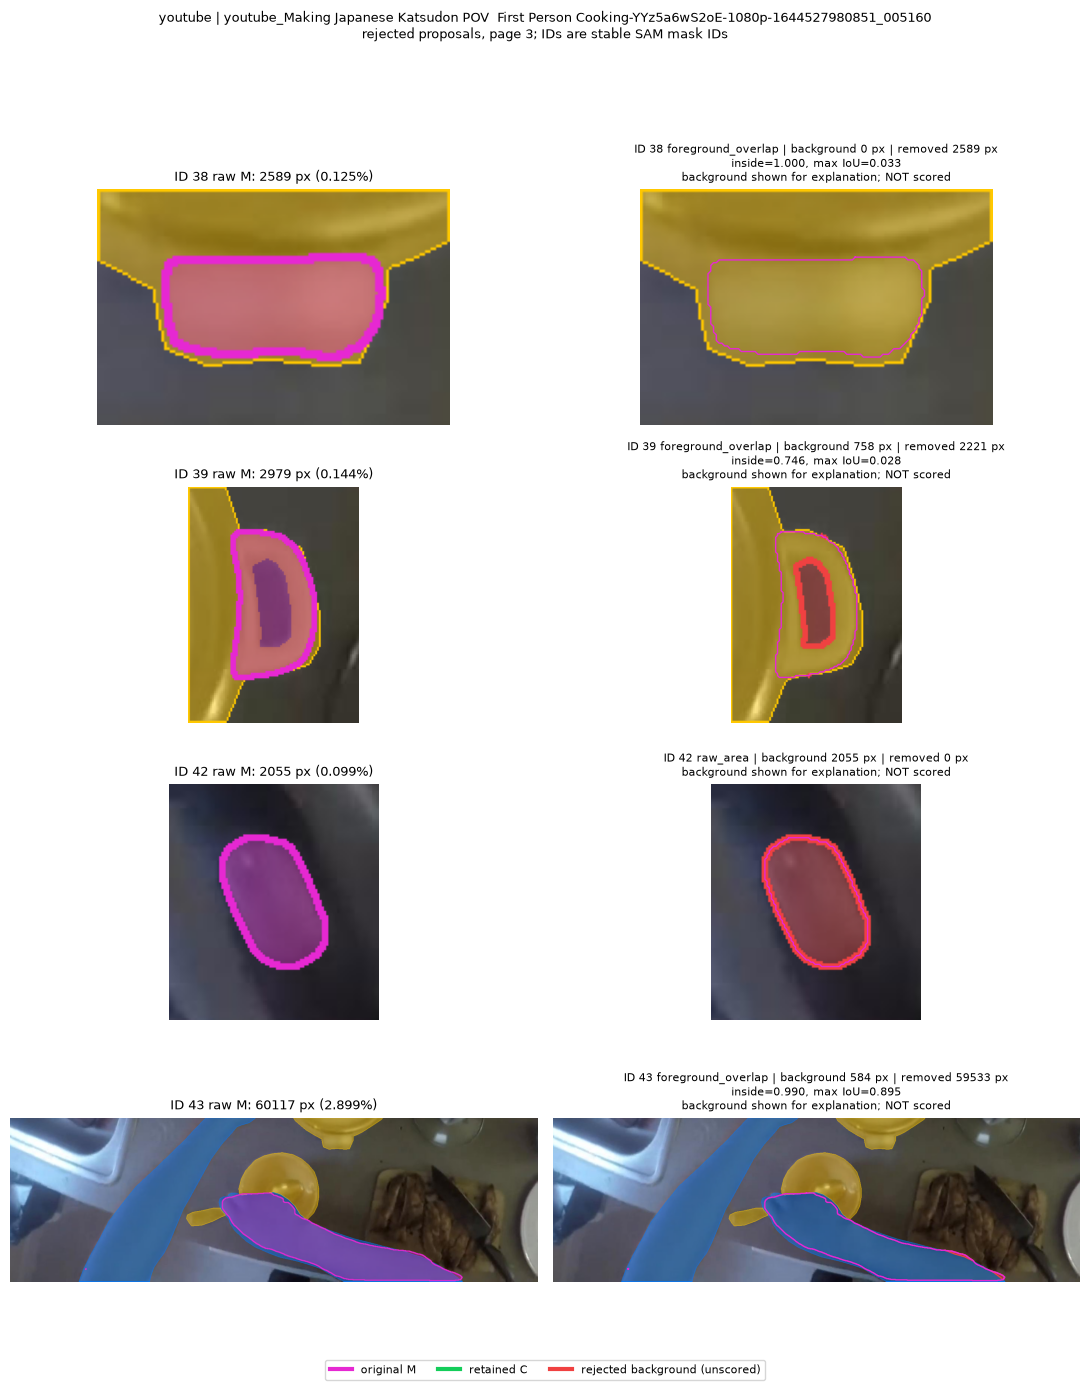 youtube | youtube_Making Japanese Katsudon POV  First Person Cooking-YYz5a6wS2oE-1080p-1644527980851_005160
rejected proposals, page 3; IDs are stable SAM mask IDs
ID 38 raw M: 2589 px (0.125%)
ID 38 foreground_overlap | background 0 px | removed 2589 px
inside=1.000, max IoU=0.033
background shown for explanation; NOT scored
ID 39 raw M: 2979 px (0.144%)
ID 39 foreground_overlap | background 758 px | removed 2221 px
inside=0.746, max IoU=0.028
background shown for explanation; NOT scored
ID 42 raw M: 2055 px (0.099%)
ID 42 raw_area | background 2055 px | removed 0 px
background shown for explanation; NOT scored
ID 43 raw M: 60117 px (2.899%)
ID 43 foreground_overlap | background 584 px | removed 59533 px
inside=0.990, max IoU=0.895
background shown for explanation; NOT scored
original M
retained C
rejected background (unscored)